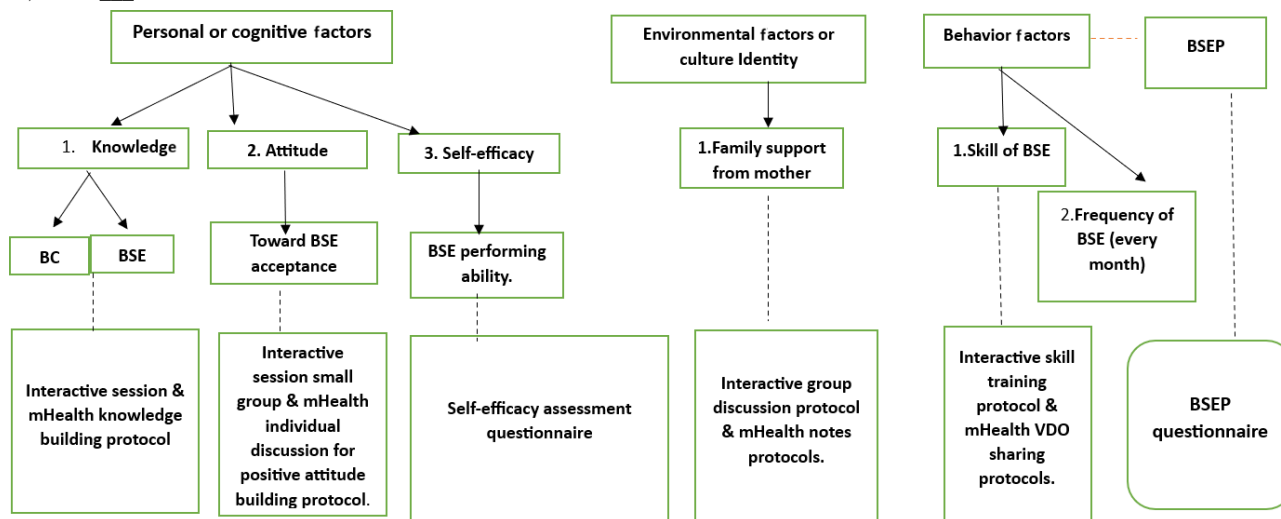 Personal or cognitive factors
Environmental factors or
culture Identity
Behavior factors
BSEP
1. Knowledge
2. Attitude
3. Self-efficacy
1.Family support
from mother
1.Skill of BSE
2.Frequency of
BSE (every
month)
BC
BSE
Toward BSE
acceptance
BSE performing
ability.
Interactive session &
mHealth knowledge
building protocol
Interactive
session small
group & mHealth
individual
discussion for
positive attitude
building protocol.
Self-efficacy assessment
questionnaire
Interactive group
discussion protocol
& mHealth notes
protocols.
Interactive skill
training
protocol &
mHealth VDO
sharing
protocols.
BSEP
questionnaire